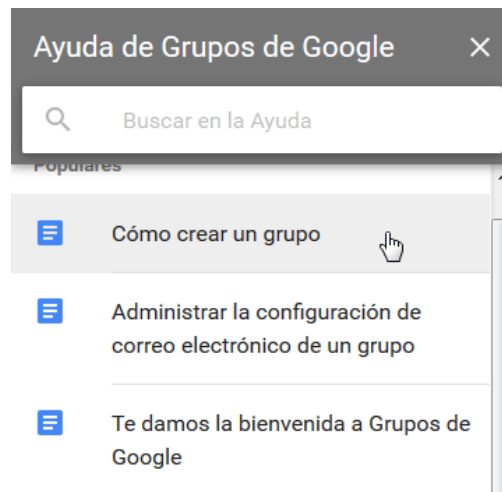 Ayuda de Grupos de Google
Buscar en la Ayuda
Populares
Cómo crear un grupo
Administrar la configuración de
correo electrónico de un grupo
Te damos la bienvenida a Grupos de
Google